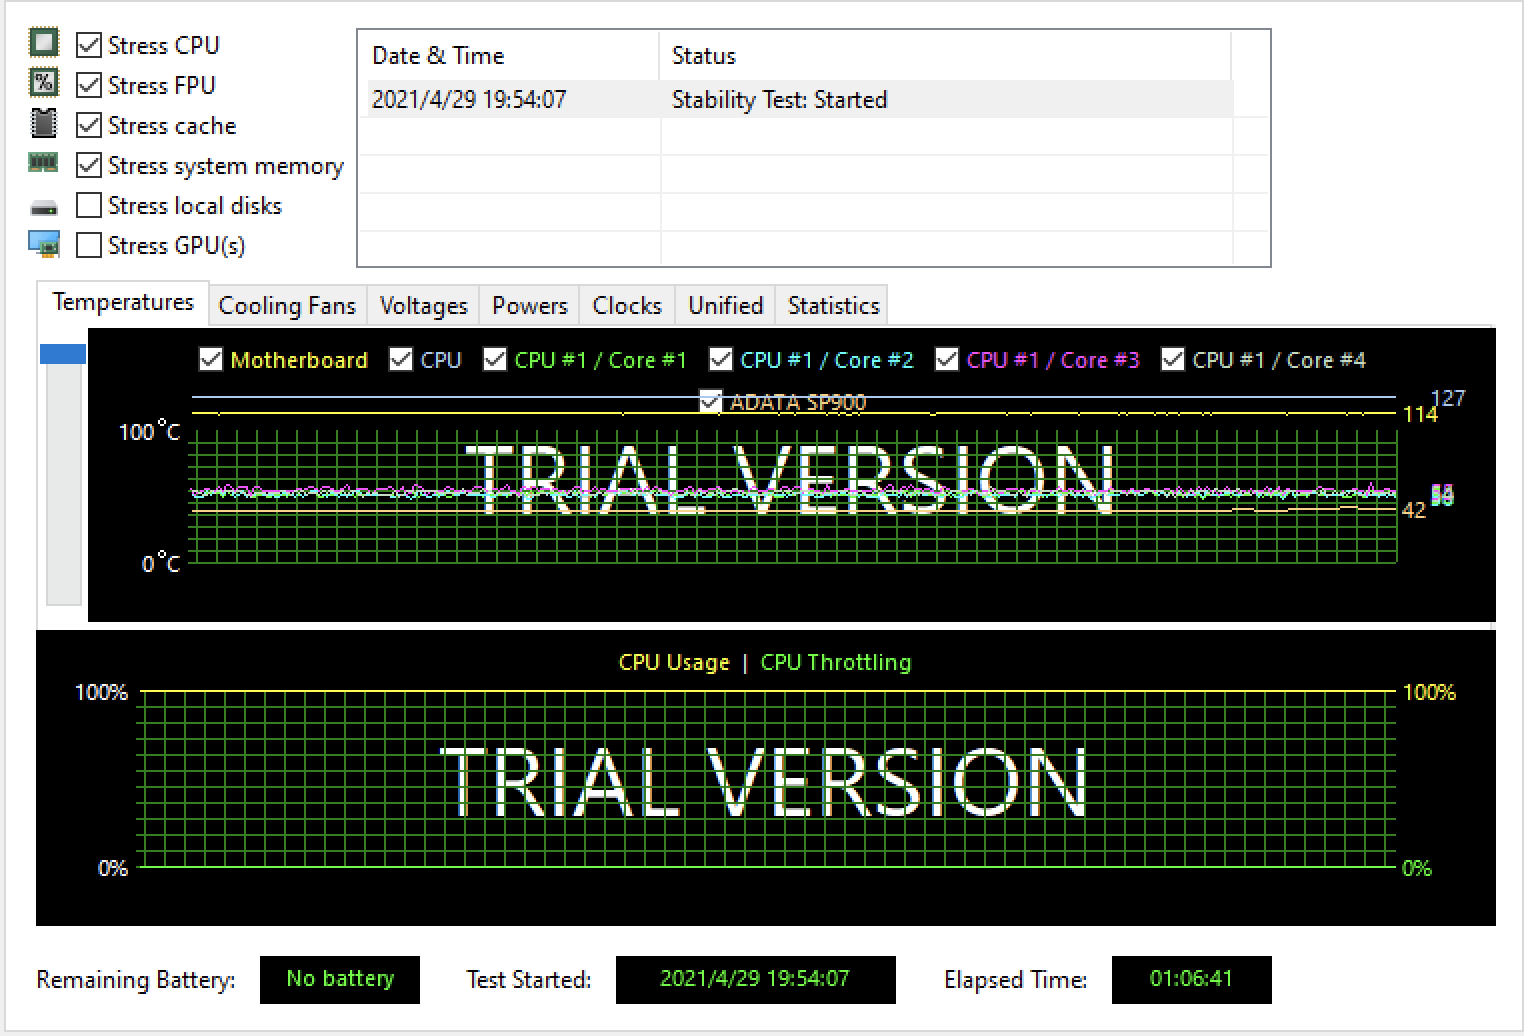 Stress CPU
Stress FPU
Stress cache
Stress system memory
Stress local disks
Stress GPU(s)
Date & Time Status
2021/4/29 19:54:07 Stability Test: Started
Temperatures Cooling Fans Voltages Powers Clocks Unified Statistics
Motherboard CPU CPU #1 / Core #1 CPU #1 / Core #2 CPU #1 / Core #3 CPU #1 / Core #4
ADATA SP900
127
114
100°C
TRIAL VERSION
42
0°C
CPU Usage | CPU Throttling
100% 100%
TRIAL VERSION
0% 0%
Remaining Battery: No battery Test Started: 2021/4/29 19:54:07 Elapsed Time: 01:06:41